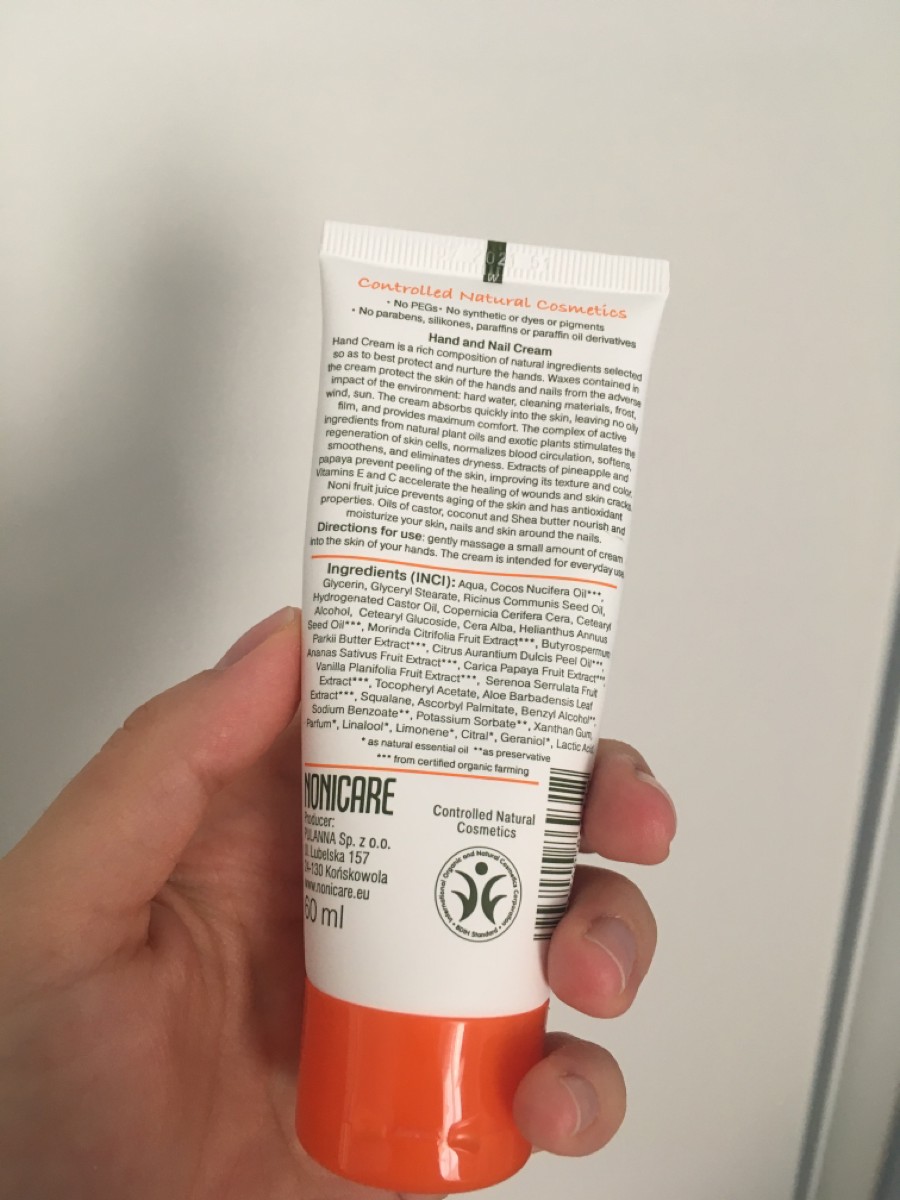 Controlled Natural Cosmetics
• No PEGs• No synthetic or dyes or pigments
• No parabens, silikones, paraffins or paraffin oil derivatives
Hand and Nail Cream
Hand Cream is a rich composition of natural ingredients selected
so as to best protect and nurture the hands. Waxes contained in
the cream protect the skin of the hands and nails from the adverse
impact of the environment: hard water, cleaning materials, frost,
wind, sun. The cream absorbs quickly into the skin, leaving no oily
film, and provides maximum comfort. The complex of active
ingredients from natural plant oils and exotic plants stimulates the
regeneration of skin cells, normalizes blood circulation, softens,
smoothens, and eliminates dryness. Extracts of pineapple and
papaya prevent peeling of the skin, improving its texture and color.
Vitamins E and C accelerate the healing of wounds and skin cracks.
Noni fruit juice prevents aging of the skin and has antioxidant
properties. Oils of castor, coconut and Shea butter nourish and
moisturize your skin, nails and skin around the nails.
Directions for use: gently massage a small amount of cream
into the skin of your hands. The cream is intended for everyday use
Ingredients (INCI): Aqua, Cocos Nucifera Oil***,
Glycerin, Glyceryl Stearate, Ricinus Communis Seed Oil,
Hydrogenated Castor Oil, Copernicia Cerifera Cera, Cetearyl
Alcohol, Cetearyl Glucoside, Cera Alba, Helianthus Annuus
Seed Oil***, Morinda Citrifolia Fruit Extract***, Butyrospermum
Parkii Butter Extract***, Citrus Aurantium Dulcis Peel Oil***,
Ananas Sativus Fruit Extract***, Carica Papaya Fruit Extract***
Vanilla Planifolia Fruit Extract***, Serenoa Serrulata Fruit
Extract***, Tocopheryl Acetate, Aloe Barbadensis Leaf
Extract***, Squalane, Ascorbyl Palmitate, Benzyl Alcohol**,
Sodium Benzoate**, Potassium Sorbate**, Xanthan Gum,
Parfum*, Linalool*, Limonene*, Citral*, Geraniol*, Lactic Acid
* as natural essential oil **as preservative
*** from certified organic farming
NONICARE
Producer:
PULANNA Sp. z o.o.
Ul. Lubelska 157
24-130 Końskowola
www.nonicare.eu
60 ml
Controlled Natural
Cosmetics
International Organic and Natural Cosmetics Corporation • BDIH Standard •